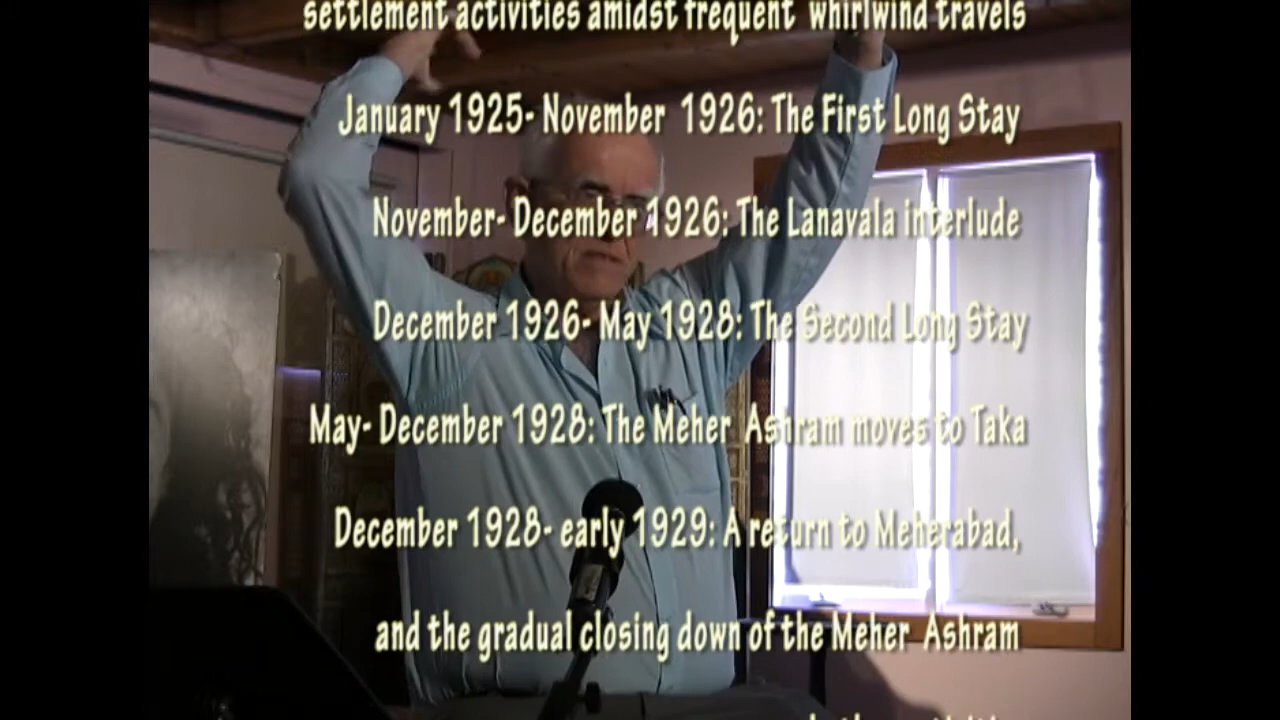 settlement activities amidst frequent whirlwind travels
January 1925- November 1926: The First Long Stay
November- December 1926: The Lanavala interlude
December 1926- May 1928: The Second Long Stay
May- December 1928: The Meher Ashram moves to Taka
December 1928- early 1929: A return to Meherabad,
and the gradual closing down of the Meher Ashram